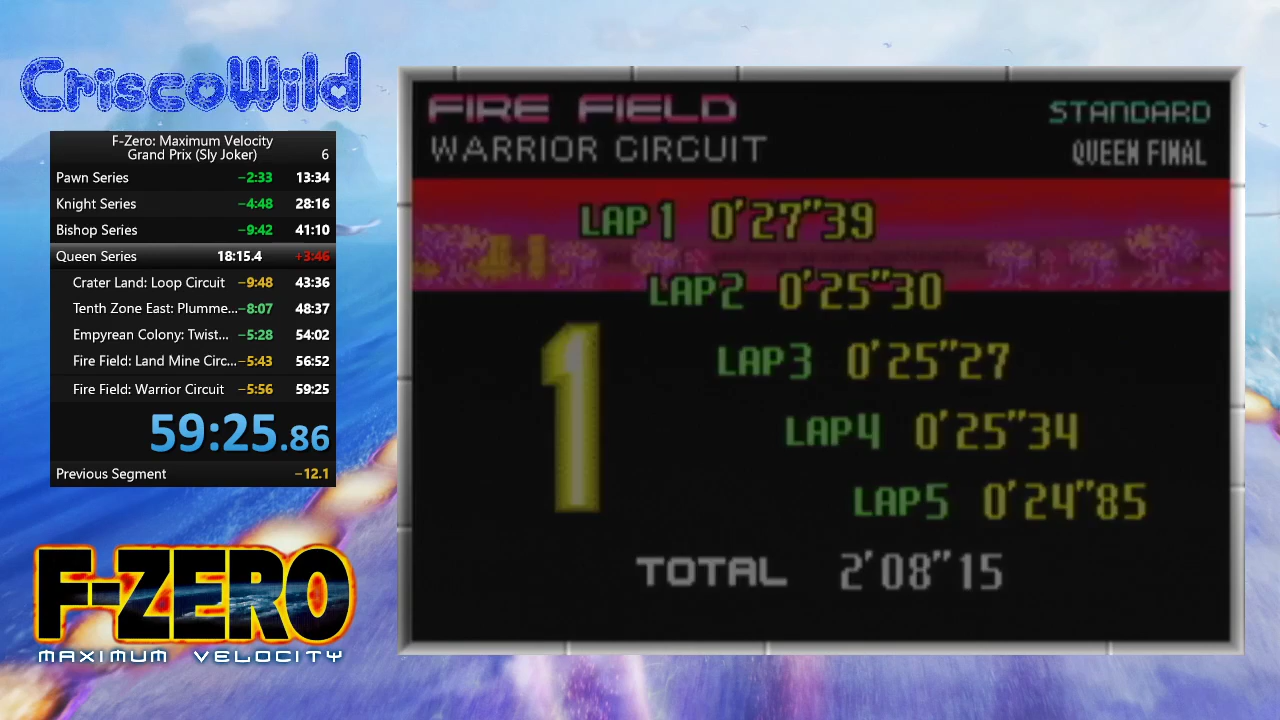 CriscoWild
F-Zero: Maximum Velocity
Grand Prix (Sly Joker) 6
Pawn Series −2:33 13:34
Knight Series −4:48 28:16
Bishop Series −9:42 41:10
Queen Series 18:15.4 +3:46
Crater Land: Loop Circuit −9:48 43:36
Tenth Zone East: Plumme... −8:07 48:37
Empyrean Colony: Twist... −5:28 54:02
Fire Field: Land Mine Circ... −5:43 56:52
Fire Field: Warrior Circuit −5:56 59:25
59:25.86
Previous Segment −12.1
F-ZERO
MAXIMUM VELOCITY
FIRE FIELD STANDARD
WARRIOR CIRCUIT QUEEN FINAL
LAP1 0'27"39
LAP2 0'25"30
LAP3 0'25"27
1
LAP4 0'25"34
LAP5 0'24"85
TOTAL 2'08"15